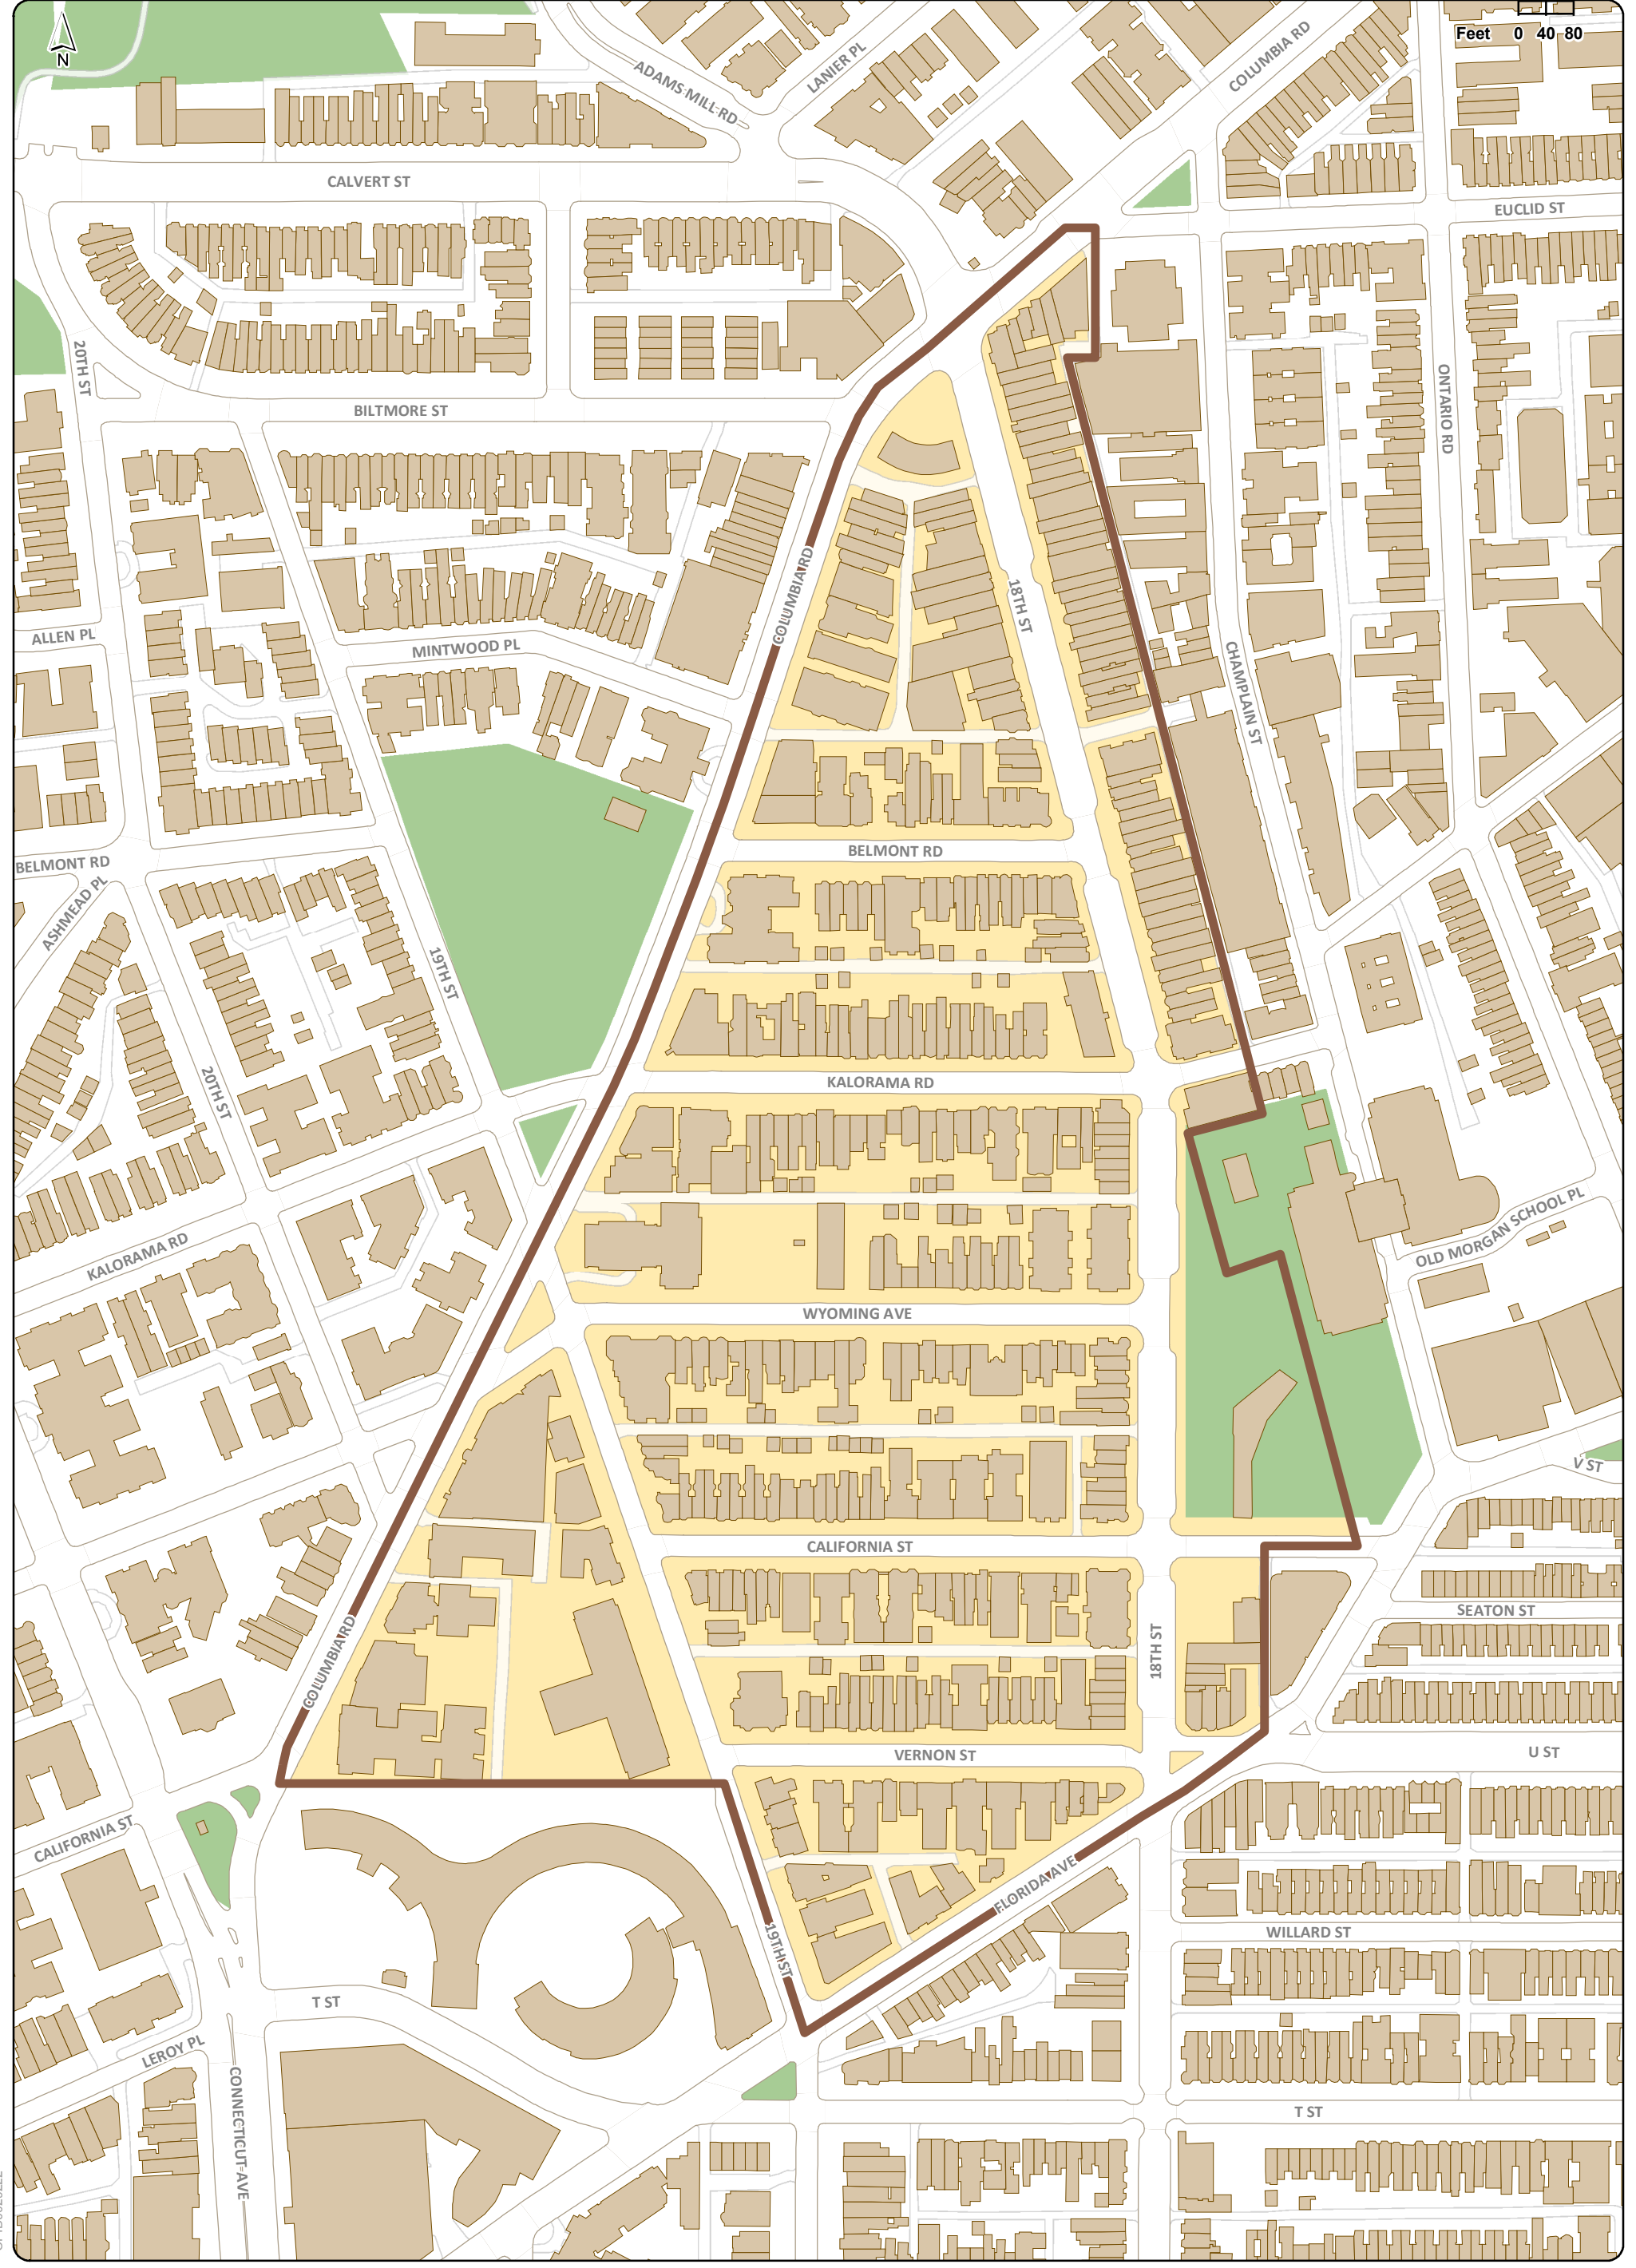 Feet 0 40 80
N
COLUMBIA RD
LANIER PL
ADAMS MILL RD
CALVERT ST
EUCLID ST
20TH ST
BILTMORE ST
ONTARIO RD
COLUMBIA RD
18TH ST
ALLEN PL
MINTWOOD PL
CHAMPLAIN ST
BELMONT RD
BELMONT RD
ASHMEAD PL
19TH ST
KALORAMA RD
20TH ST
OLD MORGAN SCHOOL PL
KALORAMA RD
WYOMING AVE
V ST
CALIFORNIA ST
SEATON ST
18TH ST
COLUMBIA RD
VERNON ST
U ST
CALIFORNIA ST
FLORIDA AVE
WILLARD ST
19TH ST
T ST
LEROY PL
CONNECTICUT AVE
T ST